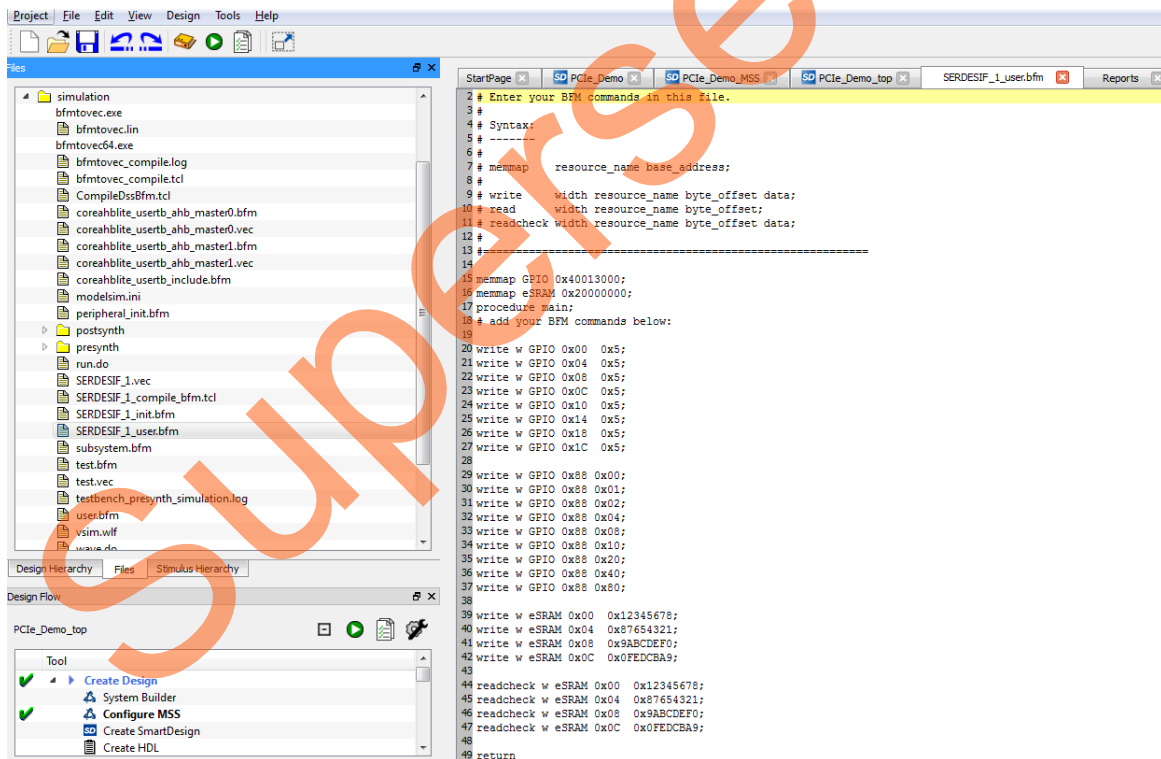 Project File Edit View Design Tools Help
Files
simulation
bfmtovec.exe
bfmtovec.lin
bfmtovec64.exe
bfmtovec_compile.log
bfmtovec_compile.tcl
CompileDssBfm.tcl
coreahblite_usertb_ahb_master0.bfm
coreahblite_usertb_ahb_master0.vec
coreahblite_usertb_ahb_master1.bfm
coreahblite_usertb_ahb_master1.vec
coreahblite_usertb_include.bfm
modelsim.ini
peripheral_init.bfm
postsynth
presynth
run.do
SERDESIF_1.vec
SERDESIF_1_compile_bfm.tcl
SERDESIF_1_init.bfm
SERDESIF_1_user.bfm
subsystem.bfm
test.bfm
test.vec
testbench_presynth_simulation.log
user.bfm
vsim.wlf
wave.do
Design Hierarchy Files Stimulus Hierarchy
Design Flow
PCIe_Demo_top
Tool
Create Design
System Builder
Configure MSS
SD Create SmartDesign
Create HDL
StartPage SD PCIe_Demo SD PCIe_Demo_MSS SD PCIe_Demo_top SERDESIF_1_user.bfm Reports
2 # Enter your BFM commands in this file.
3 #
4 # Syntax:
5 # -------
6 #
7 # memmap resource_name base_address;
8 #
9 # write width resource_name byte_offset data;
10 # read width resource_name byte_offset;
11 # readcheck width resource_name byte_offset data;
12 #
13 #===========================================================
14
15 memmap GPIO 0x40013000;
16 memmap eSRAM 0x20000000;
17 procedure main;
18 # add your BFM commands below:
19
20 write w GPIO 0x00 0x5;
21 write w GPIO 0x04 0x5;
22 write w GPIO 0x08 0x5;
23 write w GPIO 0x0C 0x5;
24 write w GPIO 0x10 0x5;
25 write w GPIO 0x14 0x5;
26 write w GPIO 0x18 0x5;
27 write w GPIO 0x1C 0x5;
28
29 write w GPIO 0x88 0x00;
30 write w GPIO 0x88 0x01;
31 write w GPIO 0x88 0x02;
32 write w GPIO 0x88 0x04;
33 write w GPIO 0x88 0x08;
34 write w GPIO 0x88 0x10;
35 write w GPIO 0x88 0x20;
36 write w GPIO 0x88 0x40;
37 write w GPIO 0x88 0x80;
38
39 write w eSRAM 0x00 0x12345678;
40 write w eSRAM 0x04 0x87654321;
41 write w eSRAM 0x08 0x9ABCDEF0;
42 write w eSRAM 0x0C 0x0FEDCBA9;
43
44 readcheck w eSRAM 0x00 0x12345678;
45 readcheck w eSRAM 0x04 0x87654321;
46 readcheck w eSRAM 0x08 0x9ABCDEF0;
47 readcheck w eSRAM 0x0C 0x0FEDCBA9;
48
49 return
Superse